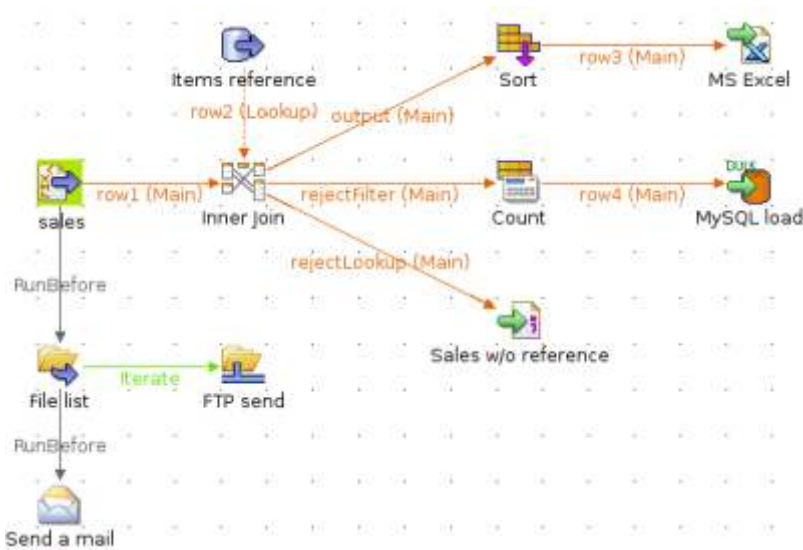 Items reference
Sort
row3 (Main)
MS Excel
row2 (Lookup)
output (Main)
sales
row1 (Main)
Inner Join
rejectFilter (Main)
Count
row4 (Main)
BULK
MySQL load
rejectLookup (Main)
RunBefore
Sales w/o reference
File list
Iterate
FTP send
RunBefore
Send a mail